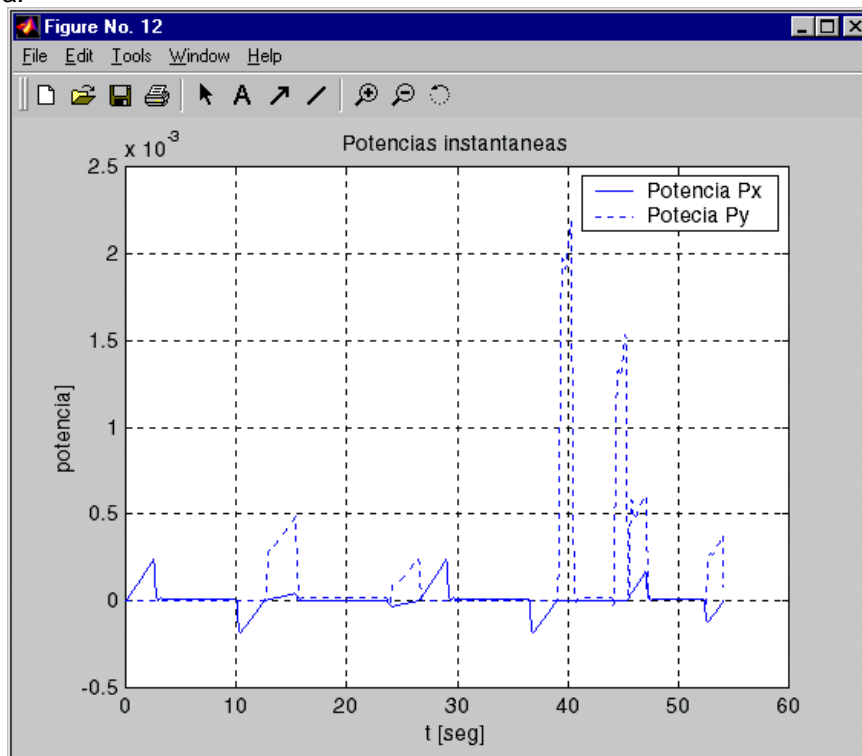 a.
Figure No. 12
File Edit Tools Window Help
A
x 10^-3
Potencias instantaneas
Potencia Px
Potecia Py
2.5
2
1.5
1
0.5
0
-0.5
potencia]
0 10 20 30 40 50 60
t [seg]